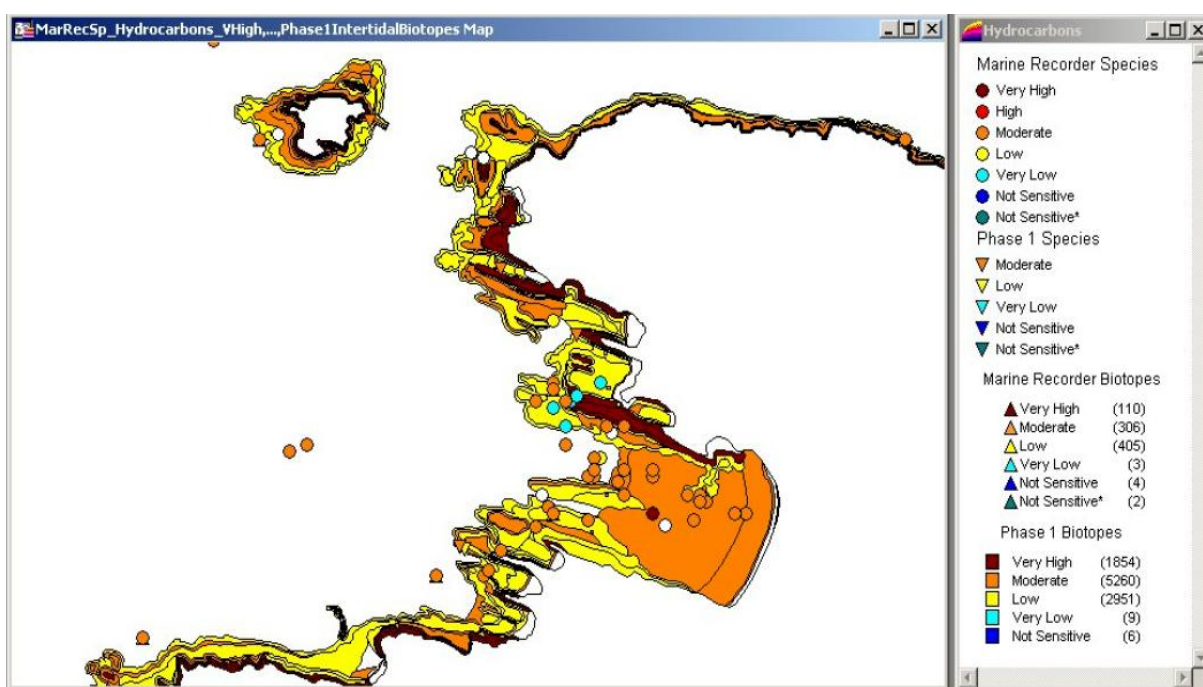 MarRecSp_Hydrocarbons_VHigh,...,Phase1IntertidalBiotopes Map
Hydrocarbons
Marine Recorder Species
Very High
High
Moderate
Low
Very Low
Not Sensitive
Not Sensitive*
Phase 1 Species
Moderate
Low
Very Low
Not Sensitive
Not Sensitive*
Marine Recorder Biotopes
Very High (110)
Moderate (306)
Low (405)
Very Low (3)
Not Sensitive (4)
Not Sensitive* (2)
Phase 1 Biotopes
Very High (1854)
Moderate (5260)
Low (2951)
Very Low (9)
Not Sensitive (6)